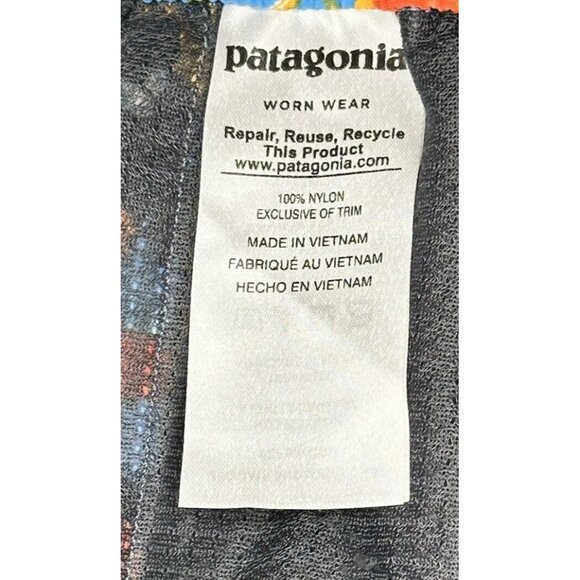 patagonia
WORN WEAR
Repair, Reuse, Recycle
This Product
www.patagonia.com
100% NYLON
EXCLUSIVE OF TRIM
MADE IN VIETNAM
FABRIQUÉ AU VIETNAM
HECHO EN VIETNAM